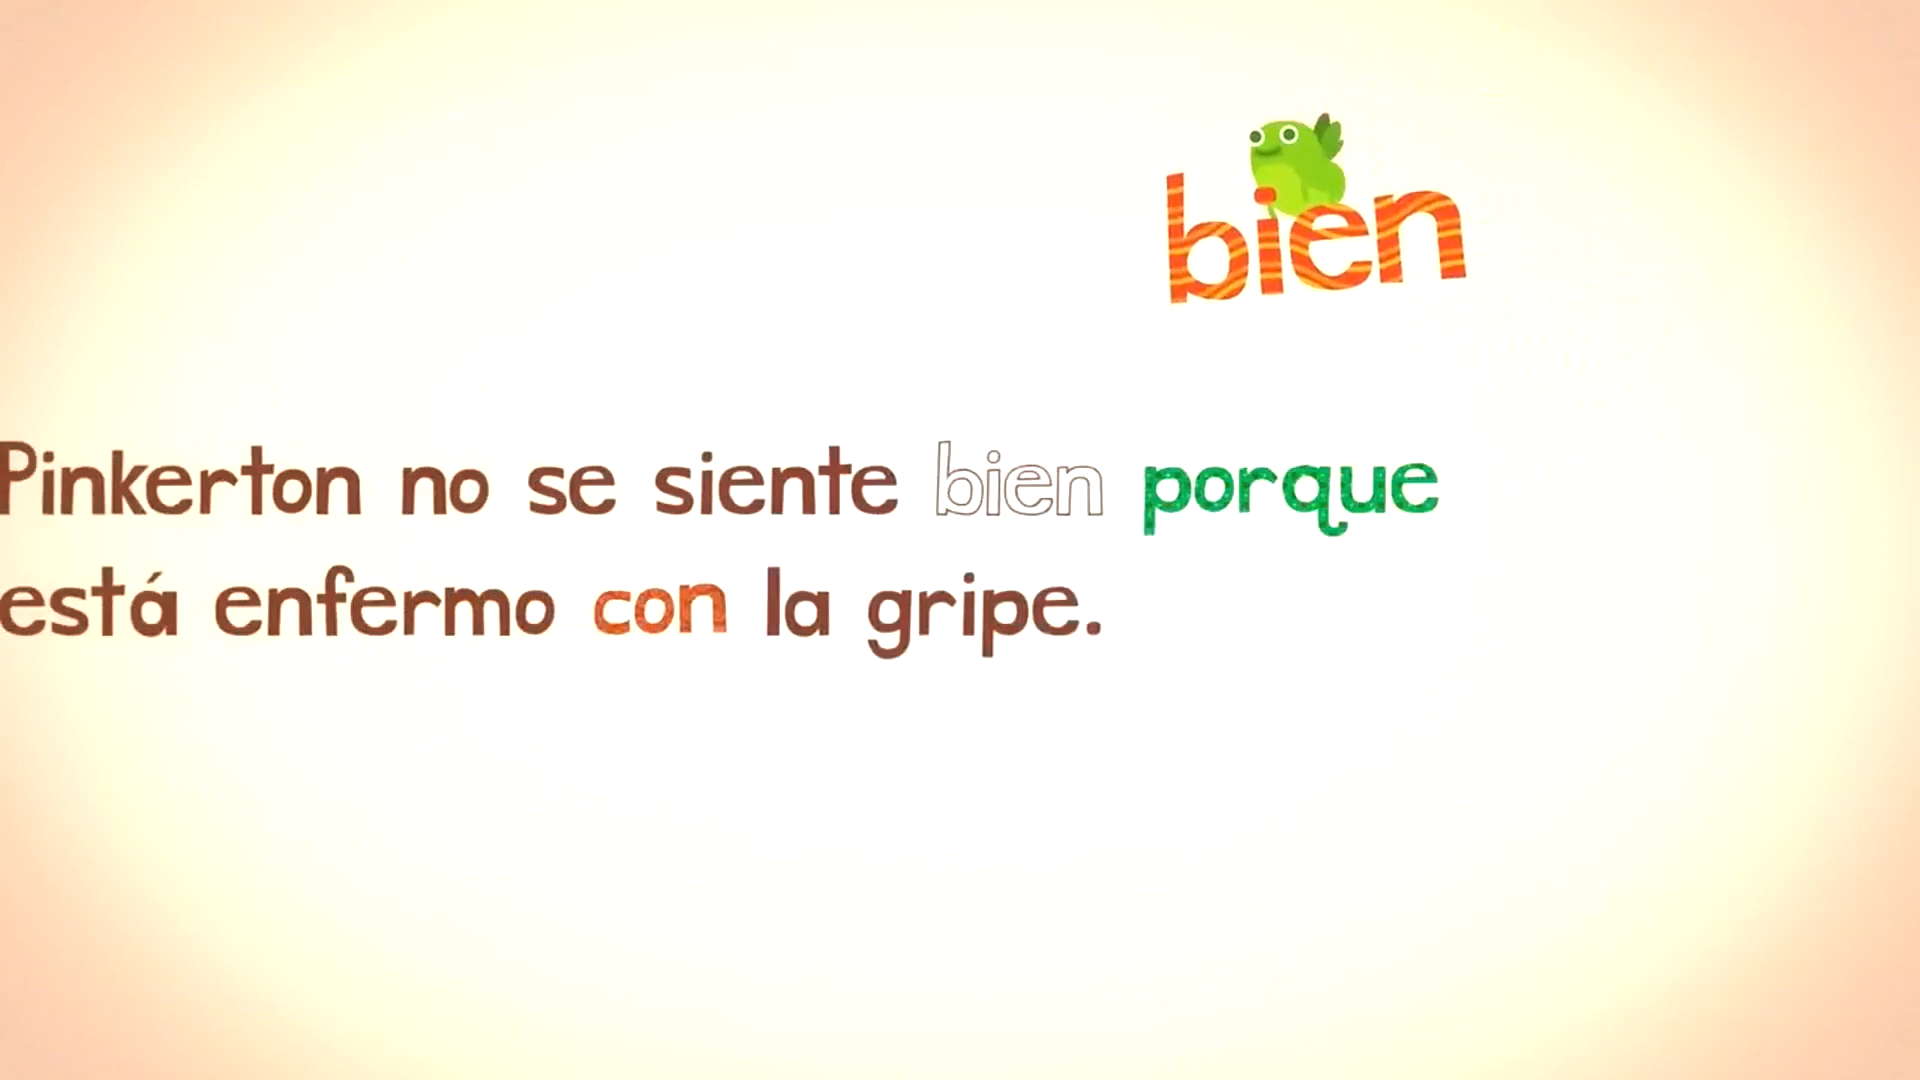 bien
Pinkerton no se siente bien porque
está enfermo con la gripe.